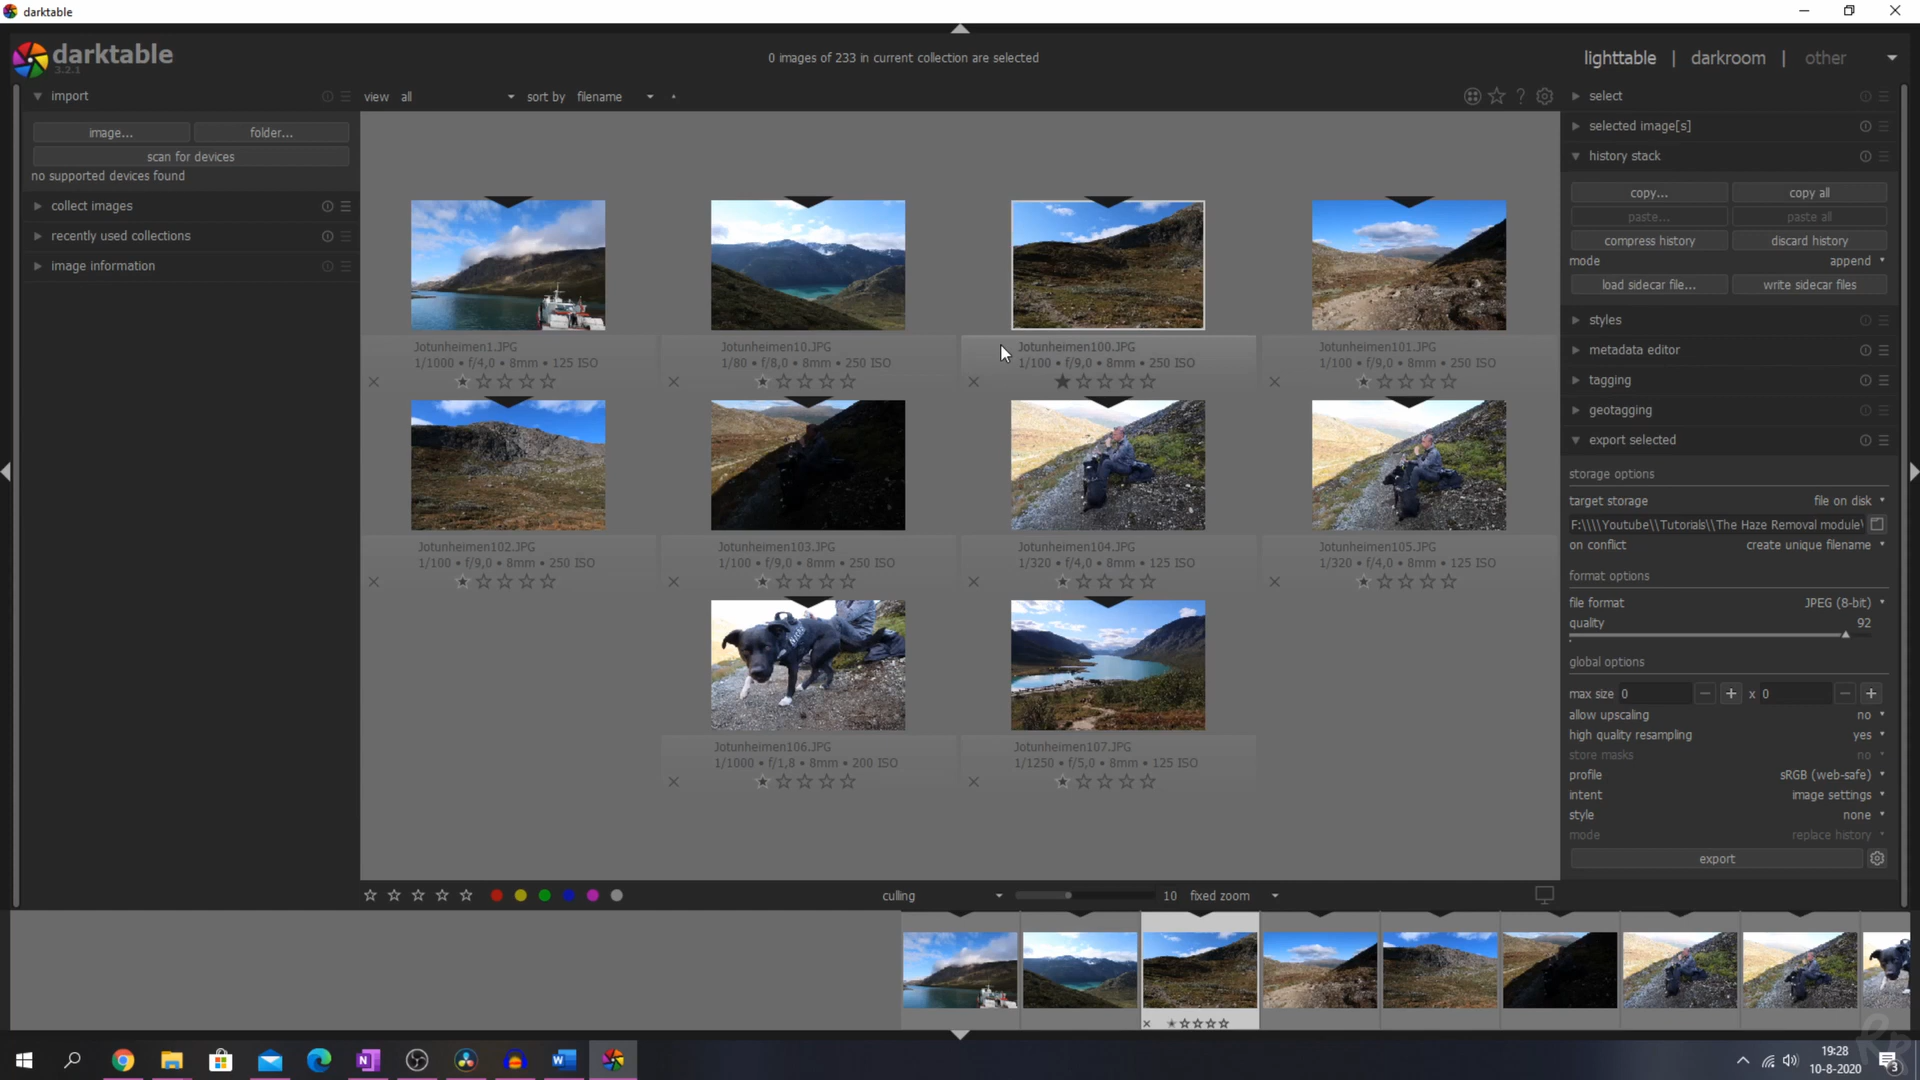 darktable
darktable
3.2.1
0 images of 233 in current collection are selected
lighttable | darkroom | other
import
view all sort by filename
select
image... folder...
scan for devices
no supported devices found
collect images
recently used collections
image information
selected image[s]
history stack
copy... copy all
paste... paste all
compress history discard history
mode append
load sidecar file... write sidecar files
styles
metadata editor
tagging
geotagging
export selected
storage options
target storage file on disk
F:\\\\Youtube\\Tutorials\\The Haze Removal module\
on conflict create unique filename
format options
file format JPEG (8-bit)
quality 92
global options
max size 0 x 0
allow upscaling no
high quality resampling yes
store masks no
profile sRGB (web-safe)
intent image settings
style none
mode replace history
export
Jotunheimen1.JPG
1/1000 • f/4,0 • 8mm • 125 ISO
Jotunheimen10.JPG
1/80 • f/8,0 • 8mm • 250 ISO
Jotunheimen100.JPG
1/100 • f/9,0 • 8mm • 250 ISO
Jotunheimen101.JPG
1/100 • f/9,0 • 8mm • 250 ISO
Jotunheimen102.JPG
1/100 • f/9,0 • 8mm • 250 ISO
Jotunheimen103.JPG
1/100 • f/9,0 • 8mm • 250 ISO
Jotunheimen104.JPG
1/320 • f/4,0 • 8mm • 125 ISO
Jotunheimen105.JPG
1/320 • f/4,0 • 8mm • 125 ISO
Jotunheimen106.JPG
1/1000 • f/1,8 • 8mm • 200 ISO
Jotunheimen107.JPG
1/1250 • f/5,0 • 8mm • 125 ISO
culling 10 fixed zoom
19:28
10-8-2020
3